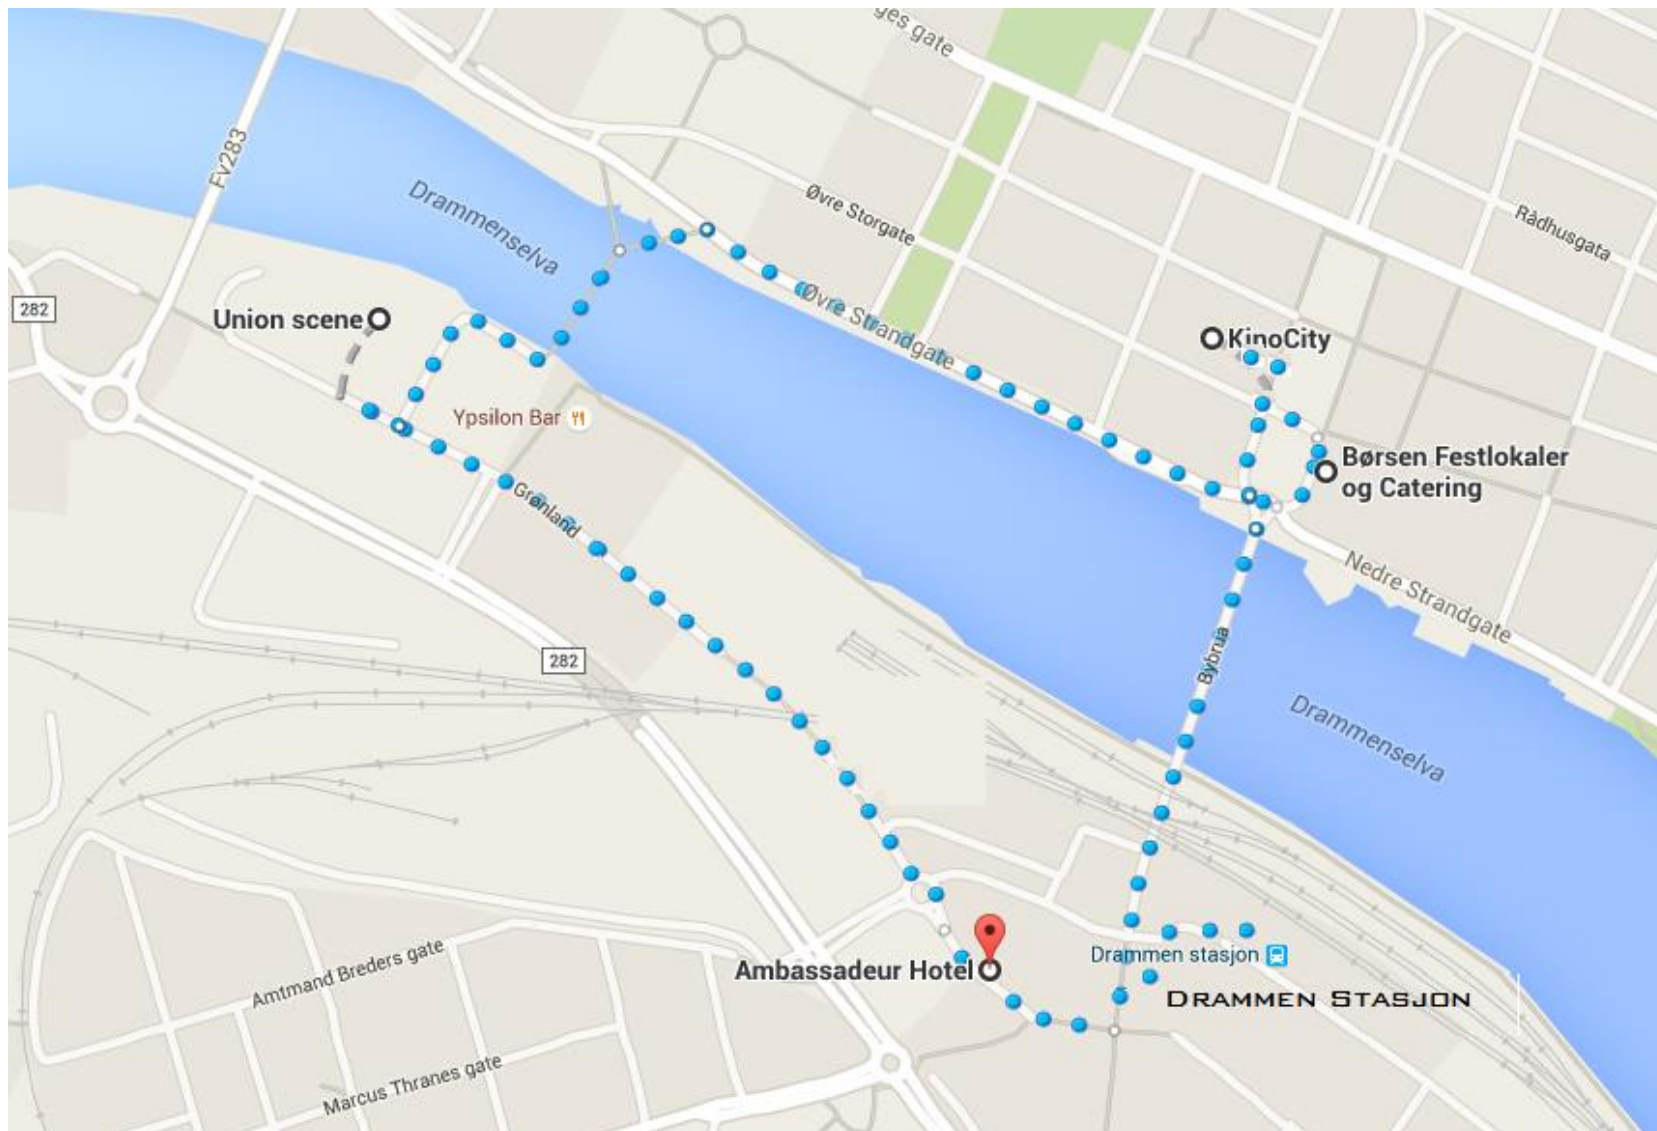 ges gate
Fv283
Drammenselva
Øvre Storgate
Rådhusgata
282
Union scene
Øvre Strandgate
KinoCity
Ypsilon Bar
Børsen Festlokaler
og Catering
Grønland
Nedre Strandgate
Bybrua
282
Drammenselva
Drammen stasjon
Ambassadeur Hotel
DRAMMEN STASJON
Amtmand Breders gate
Marcus Thranes gate